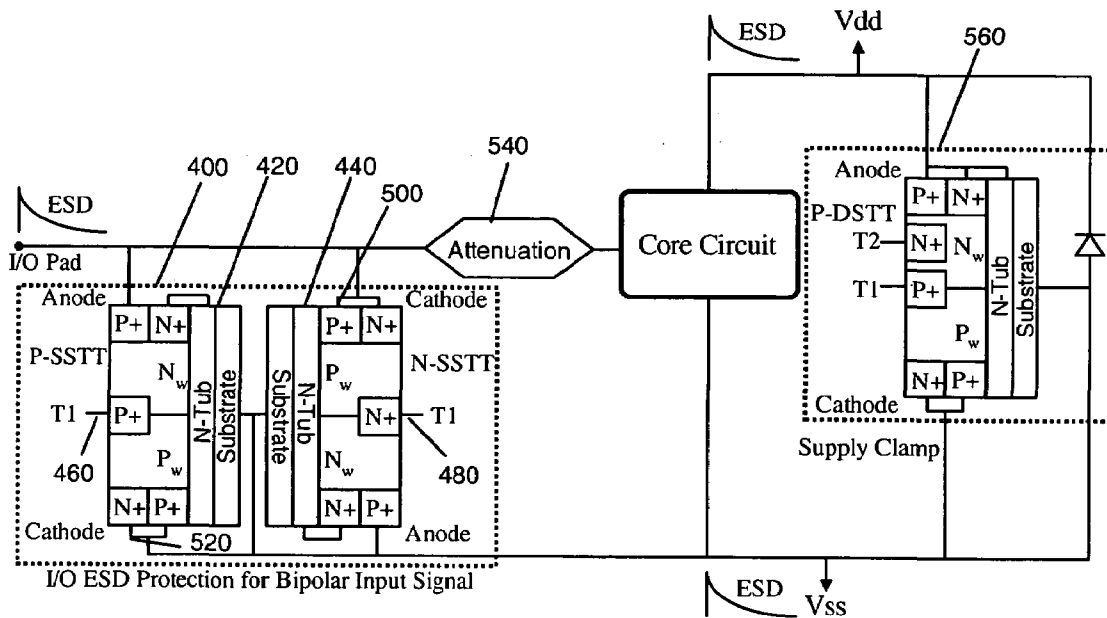 ESD
Vdd
560
540
400
420
440
500
ESD
I/O Pad
Attenuation
Core Circuit
Anode
P-DSTT
T2
T1
P+
N+
N+
Nw
P+
Pw
N+
P+
N-Tub
Substrate
Cathode
Supply Clamp
Anode
P-SSTT
P+
N+
Nw
T1
P+
Pw
460
N+
P+
N-Tub
Substrate
Cathode
520
Substrate
N-Tub
Cathode
N-SSTT
P+
N+
Pw
N+
T1
480
Nw
N+
P+
Anode
I/O ESD Protection for Bipolar Input Signal
ESD
Vss